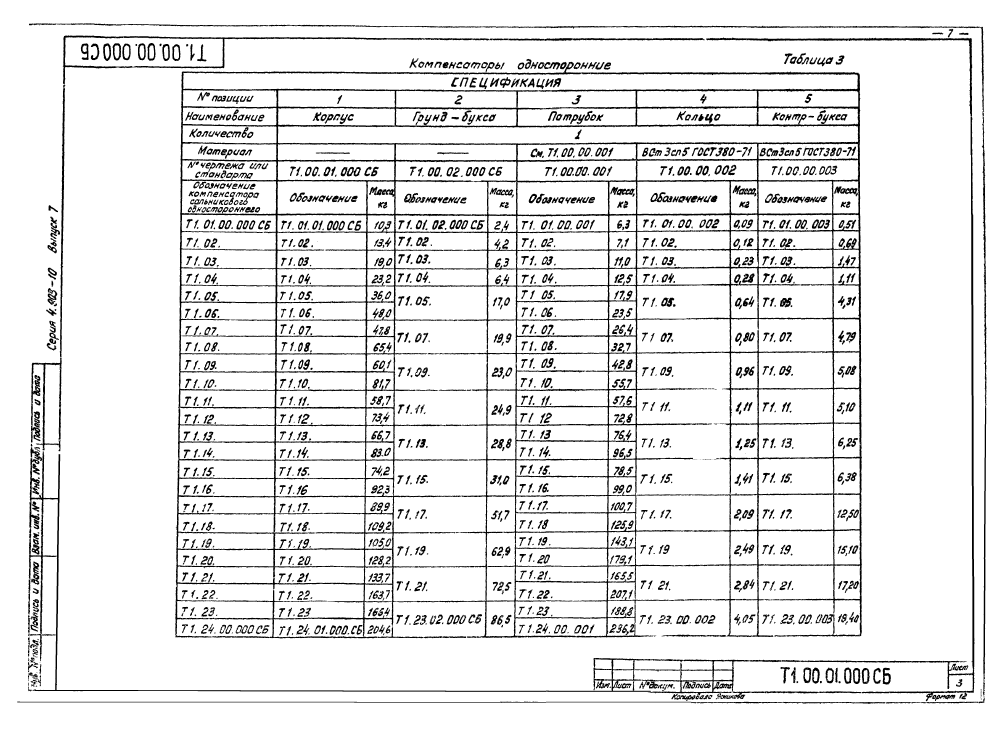 — 7 —
Т1.00.00.000 СБ
Компенсаторы односторонние
Таблица 3
СПЕЦИФИКАЦИЯ
№ позиции 1 2 3 4 5
Наименование Корпус Грунд-букса Патрубок Кольцо Контр-букса
Количество 1
Материал — — См. Т1.00.00.001 ВСт3сп5 ГОСТ380-71 ВСт3сп5 ГОСТ380-71
№ чертежа или стандарта Т1.00.01.000 СБ Т1.00.02.000 СБ Т1.00.00.001 Т1.00.00.002 Т1.00.00.003
Обозначение компенсатора сальникового одностороннего Обозначение Масса, кг Обозначение Масса, кг Обозначение Масса, кг Обозначение Масса, кг Обозначение Масса, кг
Т1.01.00.000 СБ Т1.01.01.000 СБ 10,3 Т1.01.02.000 СБ 2,4 Т1.01.00.001 6,3 Т1.01.00.002 0,09 Т1.01.00.003 0,51
Т1.02. Т1.02. 13,4 Т1.02. 4,2 Т1.02. 7,1 Т1.02. 0,12 Т1.02. 0,69
Т1.03. Т1.03. 19,0 Т1.03. 6,3 Т1.03. 11,0 Т1.03. 0,23 Т1.03. 1,47
Т1.04. Т1.04. 23,2 Т1.04. 6,4 Т1.04. 12,5 Т1.04. 0,28 Т1.04. 1,11
Т1.05. Т1.05. 36,0 Т1.05. 17,0 Т1 05. 17,9 Т1.05. 0,64 Т1.05. 4,31
Т1.06. Т1.06. 48,0 Т1.06. 23,5
Т1.07. Т1.07. 47,8 Т1.07. 19,9 Т1.07. 26,4 Т1 07. 0,80 Т1.07. 4,79
Т1.08. Т1.08. 65,4 Т1.08. 32,7
Т1.09. Т1.09. 60,1 Т1.09. 23,0 Т1.09. 42,8 Т1.09. 0,96 Т1.09. 5,08
Т1.10. Т1.10. 81,7 Т1.10. 55,7
Т1.11. Т1.11. 58,7 Т1.11. 24,9 Т1.11. 57,6 Т1 11. 1,11 Т1.11. 5,10
Т1.12. Т1.12. 73,4 Т1 12 72,8
Т1.13 Т1.13. 66,7 Т1.13. 28,8 Т1.13 76,4 Т1.13. 1,25 Т1.13. 6,25
Т1.14. Т1.14. 83.0 Т1.14. 96,5
Т1.15 Т1.15. 74,2 Т1.15. 31,0 Т1.15. 78,5 Т1.15. 1,41 Т1.15. 6,38
Т1.16. Т1.16 92,3 Т1.16. 99,0
Т1.17. Т1.17. 89,9 Т1.17. 51,7 Т1.17. 100,7 Т1.17. 2,09 Т1.17. 12,50
Т1.18. Т1.18. 109,2 Т1.18 125,9
Т1.19. Т1.19. 105,0 Т1.19. 62,9 Т1.19. 143,1 Т1.19 2,49 Т1.19. 15,10
Т1.20. Т1.20. 128,2 Т1.20 179,1
Т1.21. Т1.21. 133,7 Т1.21. 72,5 Т1.21. 165,5 Т1 21. 2,84 Т1.21. 17,20
Т1.22. Т1.22. 163,7 Т1.22. 207,1
Т1.23. Т1.23 166,4 Т1.23.02.000 СБ 86,5 Т1.23. 188,8 Т1.23.00.002 4,05 Т1.23.00.003 19,40
Т1.24.00.000 СБ Т1.24.01.000.СБ 204,6 Т1.24.00.001 236,2
Серия 4.903-10 Выпуск 7
Инв. № подл. Подпись и дата Взам. инв. № Инв. № дубл. Подпись и дата
Изм. Лист № докум. Подпись Дата
Т1.00.01.000 СБ
Лист
3
Копировала
Формат 12